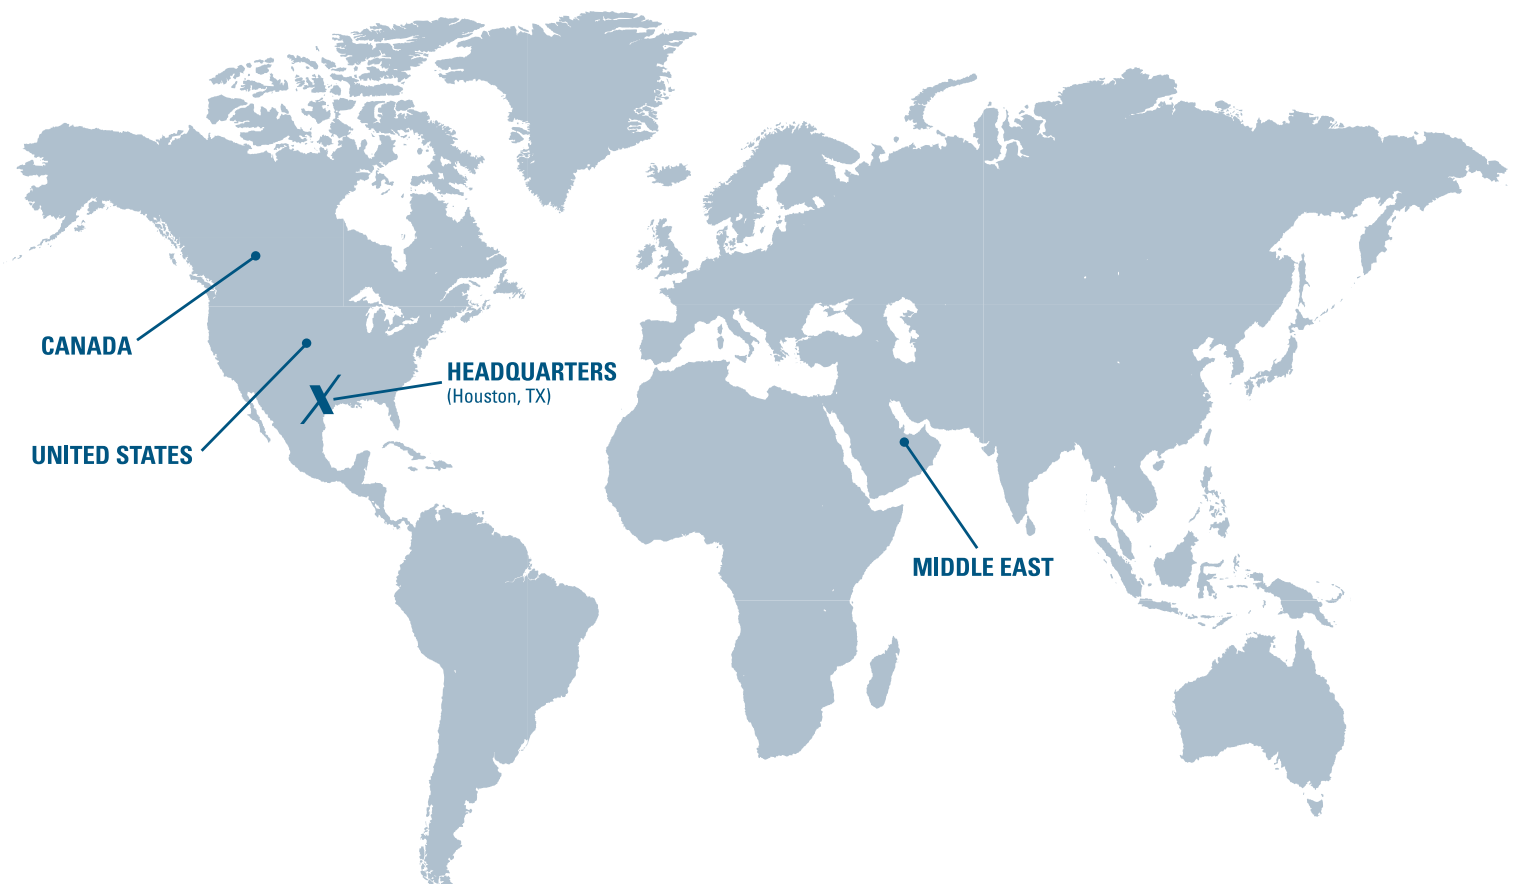 CANADA
HEADQUARTERS
(Houston, TX)
UNITED STATES
MIDDLE EAST